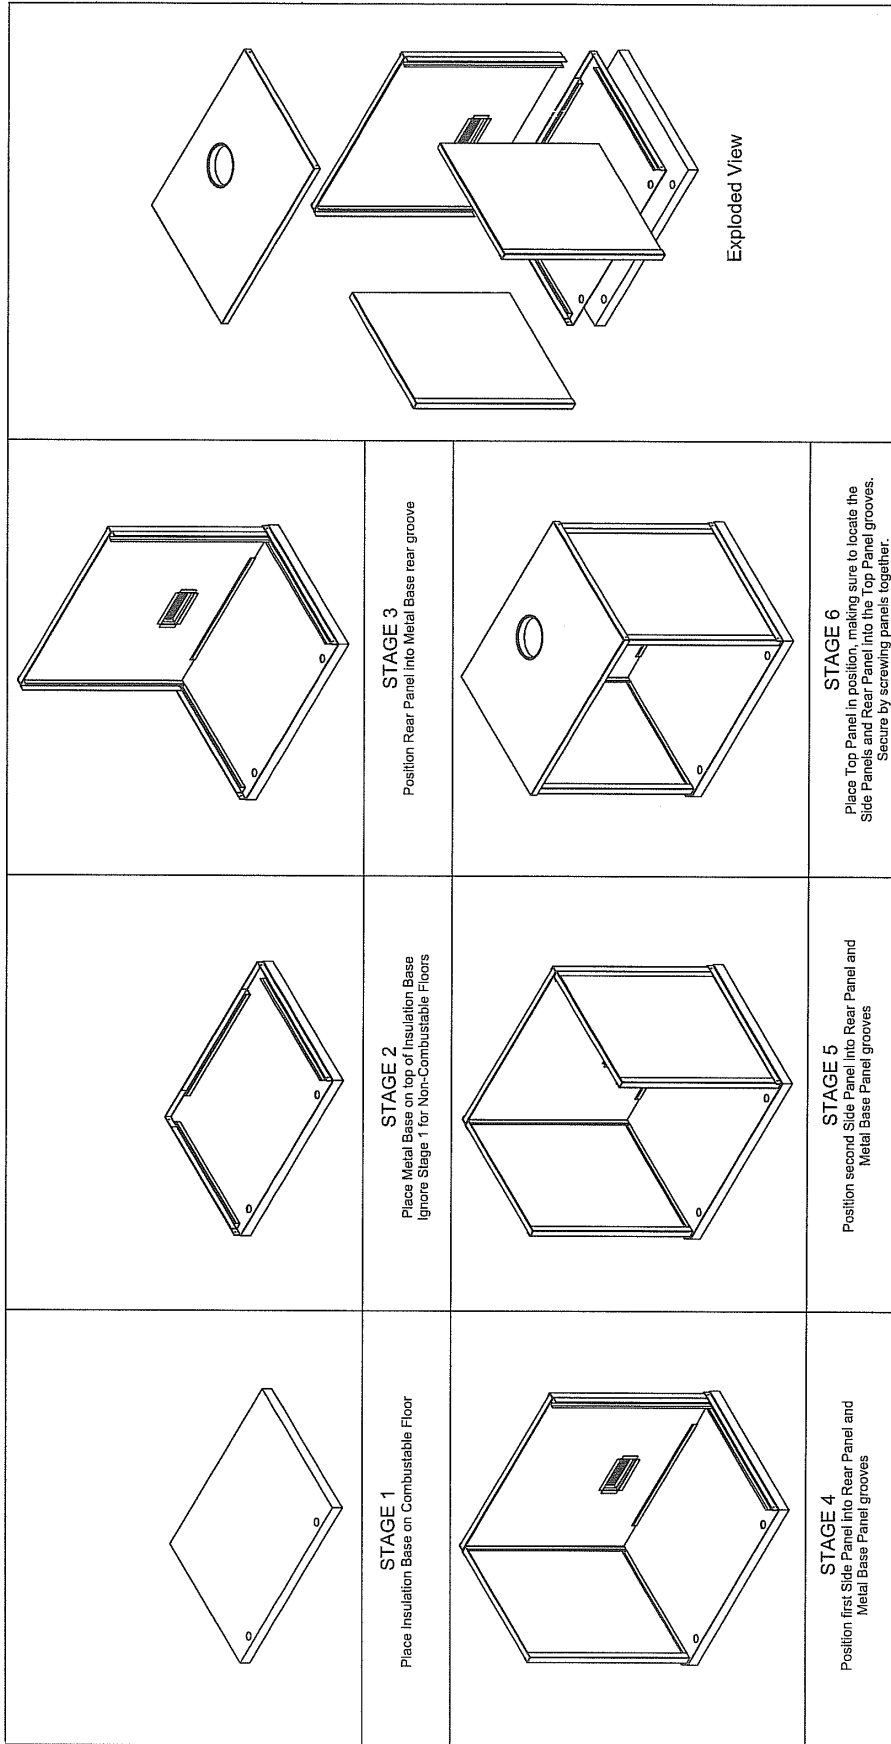 STAGE 1
Place Insulation Base on Combustable Floor
STAGE 2
Place Metal Base on top of Insulation Base
Ignore Stage 1 for Non-Combustable Floors
STAGE 3
Position Rear Panel into Metal Base rear groove
STAGE 4
Position first Side Panel into Rear Panel and
Metal Base Panel grooves
STAGE 5
Position second Side Panel into Rear Panel and
Metal Base Panel grooves
STAGE 6
Place Top Panel in position, making sure to locate the
Side Panels and Rear Panel into the Top Panel grooves.
Secure by screwing panels together.
Exploded View